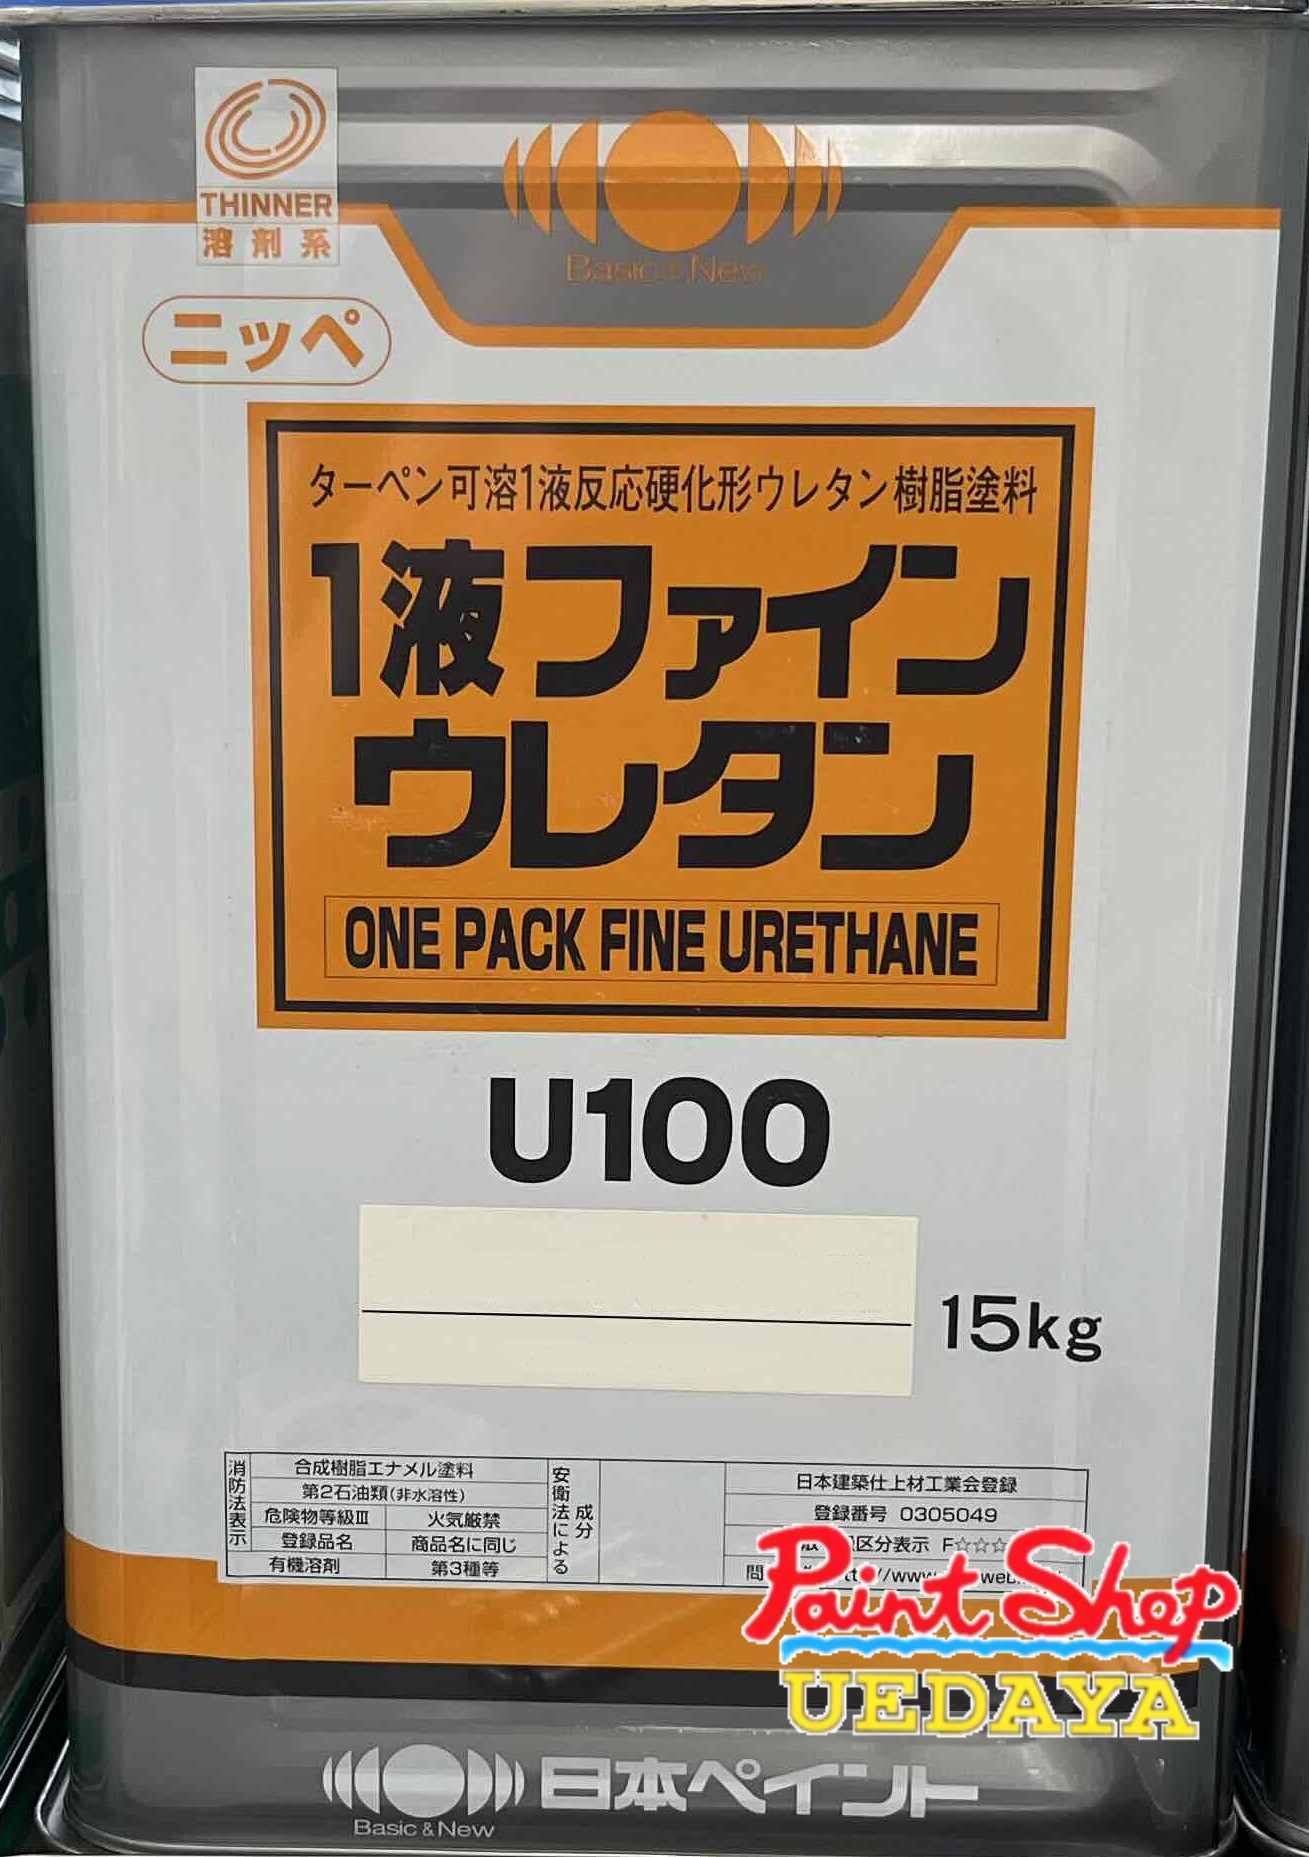 THINNER
溶剤系
Basic & New
ニッペ
ターペン可溶1液反応硬化形ウレタン樹脂塗料
1液ファイン
ウレタン
ONE PACK FINE URETHANE
U100
15kg
消防法表示
合成樹脂エナメル塗料
第2石油類(非水溶性)
危険物等級Ⅲ 火気厳禁
登録品名 商品名に同じ
有機溶剤 第3種等
安衛法による
成分
日本建築仕上材工業会登録
登録番号 0305049
区分表示 F☆☆☆
Paint Shop
UEDAYA
日本ペイント
Basic & New